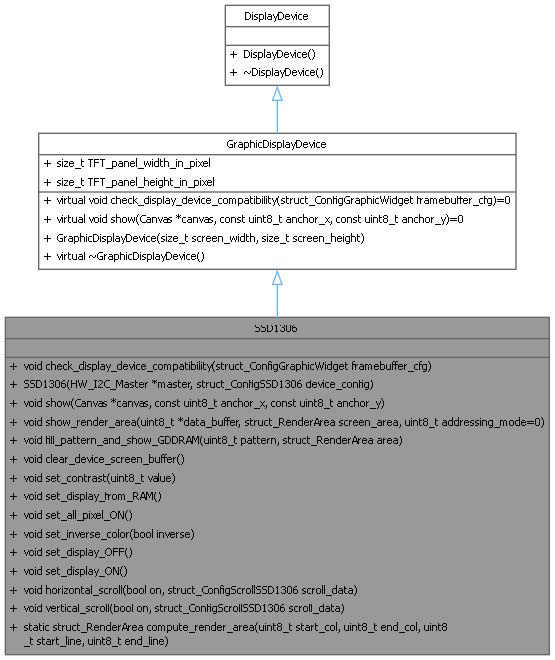 DisplayDevice
+ DisplayDevice()
+ ~DisplayDevice()
GraphicDisplayDevice
+ size_t TFT_panel_width_in_pixel
+ size_t TFT_panel_height_in_pixel
+ virtual void check_display_device_compatibility(struct_ConfigGraphicWidget framebuffer_cfg)=0
+ virtual void show(Canvas *canvas, const uint8_t anchor_x, const uint8_t anchor_y)=0
+ GraphicDisplayDevice(size_t screen_width, size_t screen_height)
+ virtual ~GraphicDisplayDevice()
SSD1306
+ void check_display_device_compatibility(struct_ConfigGraphicWidget framebuffer_cfg)
+ SSD1306(HW_I2C_Master *master, struct_ConfigSSD1306 device_config)
+ void show(Canvas *canvas, const uint8_t anchor_x, const uint8_t anchor_y)
+ void show_render_area(uint8_t *data_buffer, struct_RenderArea screen_area, uint8_t addressing_mode=0)
+ void fill_pattern_and_show_GDDRAM(uint8_t pattern, struct_RenderArea area)
+ void clear_device_screen_buffer()
+ void set_contrast(uint8_t value)
+ void set_display_from_RAM()
+ void set_all_pixel_ON()
+ void set_inverse_color(bool inverse)
+ void set_display_OFF()
+ void set_display_ON()
+ void horizontal_scroll(bool on, struct_ConfigScrollSSD1306 scroll_data)
+ void vertical_scroll(bool on, struct_ConfigScrollSSD1306 scroll_data)
+ static struct_RenderArea compute_render_area(uint8_t start_col, uint8_t end_col, uint8
_t start_line, uint8_t end_line)